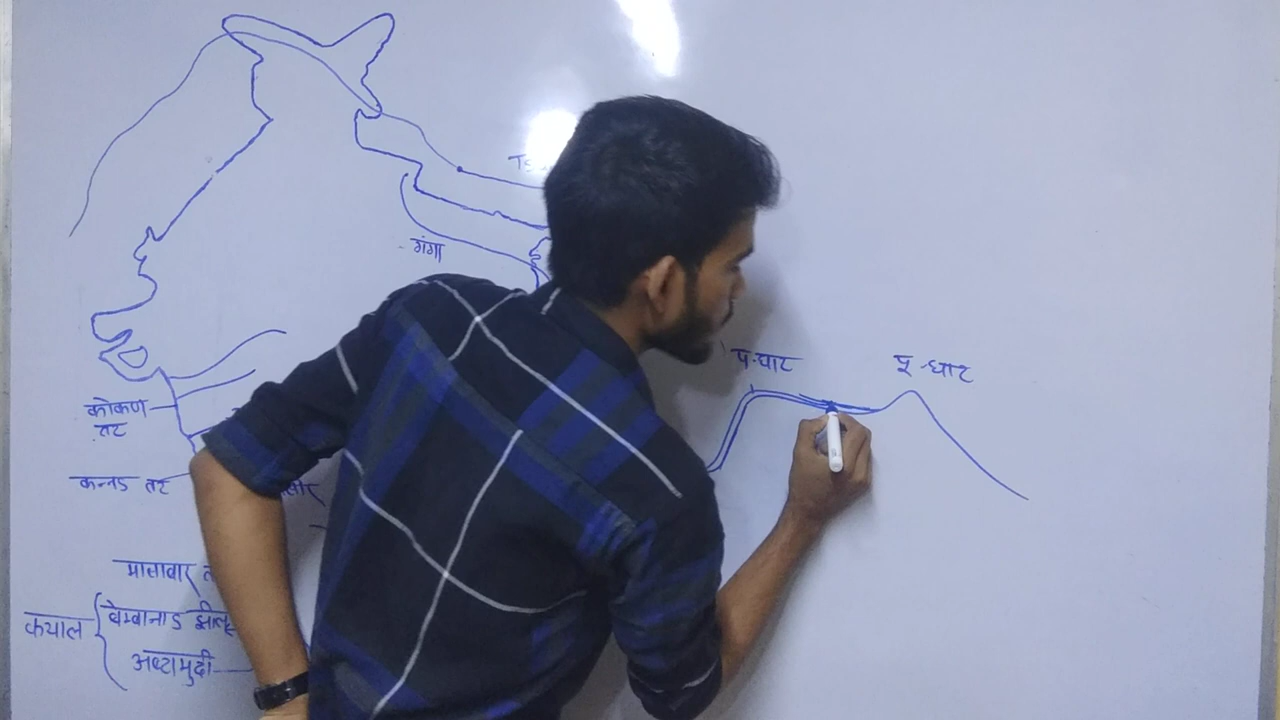 गंगा
प.घाट
पू.घाट
कोकण
तट
कन्नड तट
मालाबार
कयाल
वेम्बानाड झील
अष्टामुदी